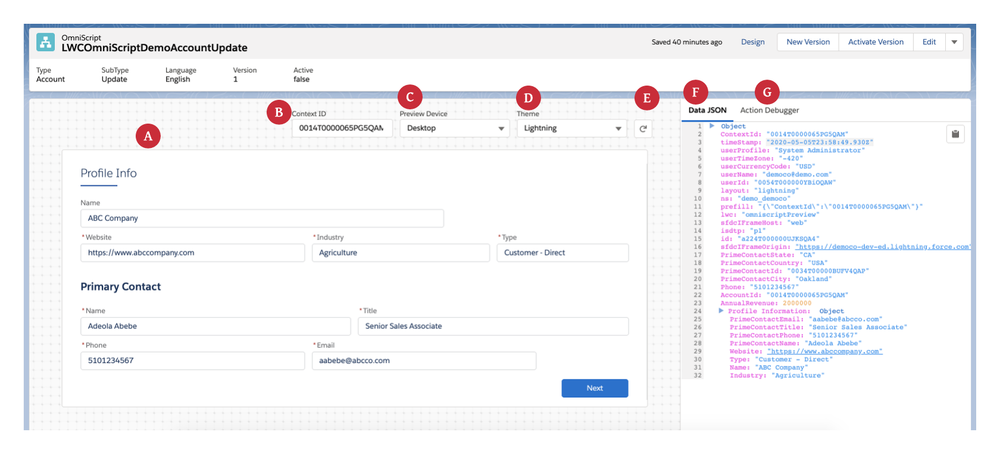 OmniScript
LWCOmniScriptDemoAccountUpdate
Saved 40 minutes ago Design New Version Activate Version Edit
Type SubType Language Version Active
Account Update English 1 false
A
B
C
D
E
F
G
Context ID Preview Device Theme
0014T0000065PG5QAM Desktop Lightning
Profile Info
Name
ABC Company
*Website *Industry *Type
https://www.abccompany.com Agriculture Customer - Direct
Primary Contact
*Name *Title
Adeola Abebe Senior Sales Associate
*Phone *Email
5101234567 aabebe@abcco.com
Next
Data JSON Action Debugger
1 Object
2 ContextId: "0014T0000065PG5QAM"
3 timeStamp: "2020-05-05T23:58:49.930Z"
4 userProfile: "System Administrator"
5 userTimeZone: "-420"
6 userCurrencyCode: "USD"
7 userName: "democo@demo.com"
8 userId: "0054T000000YBiOQAW"
9 layout: "lightning"
10 ns: "demo_democo"
11 prefill: "{\"ContextId\":\"0014T0000065PG5QAM\"}"
12 lwc: "omniscriptPreview"
13 sfdcIFrameHost: "web"
14 isdtp: "p1"
15 id: "a224T000000UJKSQA4"
16 sfdcIFrameOrigin: "https://democo-dev-ed.lightning.force.com"
17 PrimeContactState: "CA"
18 PrimeContactCountry: "USA"
19 PrimeContactId: "0034T00000BUFV4QAP"
20 PrimeContactCity: "Oakland"
21 Phone: "5101234567"
22 AccountId: "0014T0000065PG5QAM"
23 AnnualRevenue: 2000000
24 Profile Information: Object
25 PrimeContactEmail: "aabebe@abcco.com"
26 PrimeContactTitle: "Senior Sales Associate"
27 PrimeContactPhone: "5101234567"
28 PrimeContactName: "Adeola Abebe"
29 Website: "https://www.abccompany.com"
30 Type: "Customer - Direct"
31 Name: "ABC Company"
32 Industry: "Agriculture"